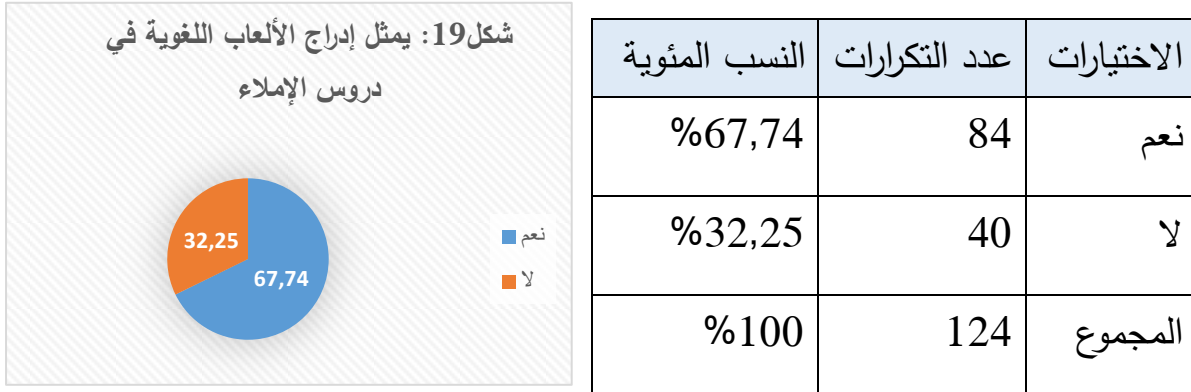 شكل19: يمثل إدراج الألعاب اللغوية في
دروس الإملاء
32,25
67,74
نعم
لا
الاختيارات عدد التكرارات النسب المئوية
نعم 84 %67,74
لا 40 %32,25
المجموع 124 %100